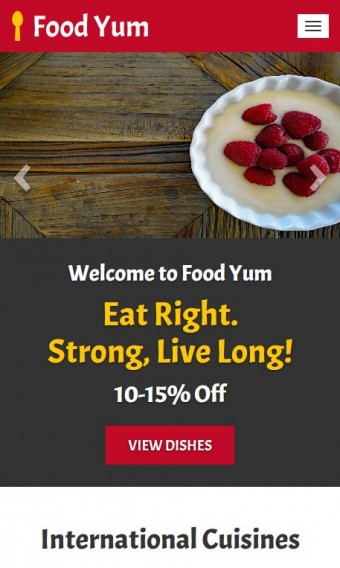 Food Yum
Welcome to Food Yum
Eat Right.
Strong, Live Long!
10-15% Off
VIEW DISHES
International Cuisines